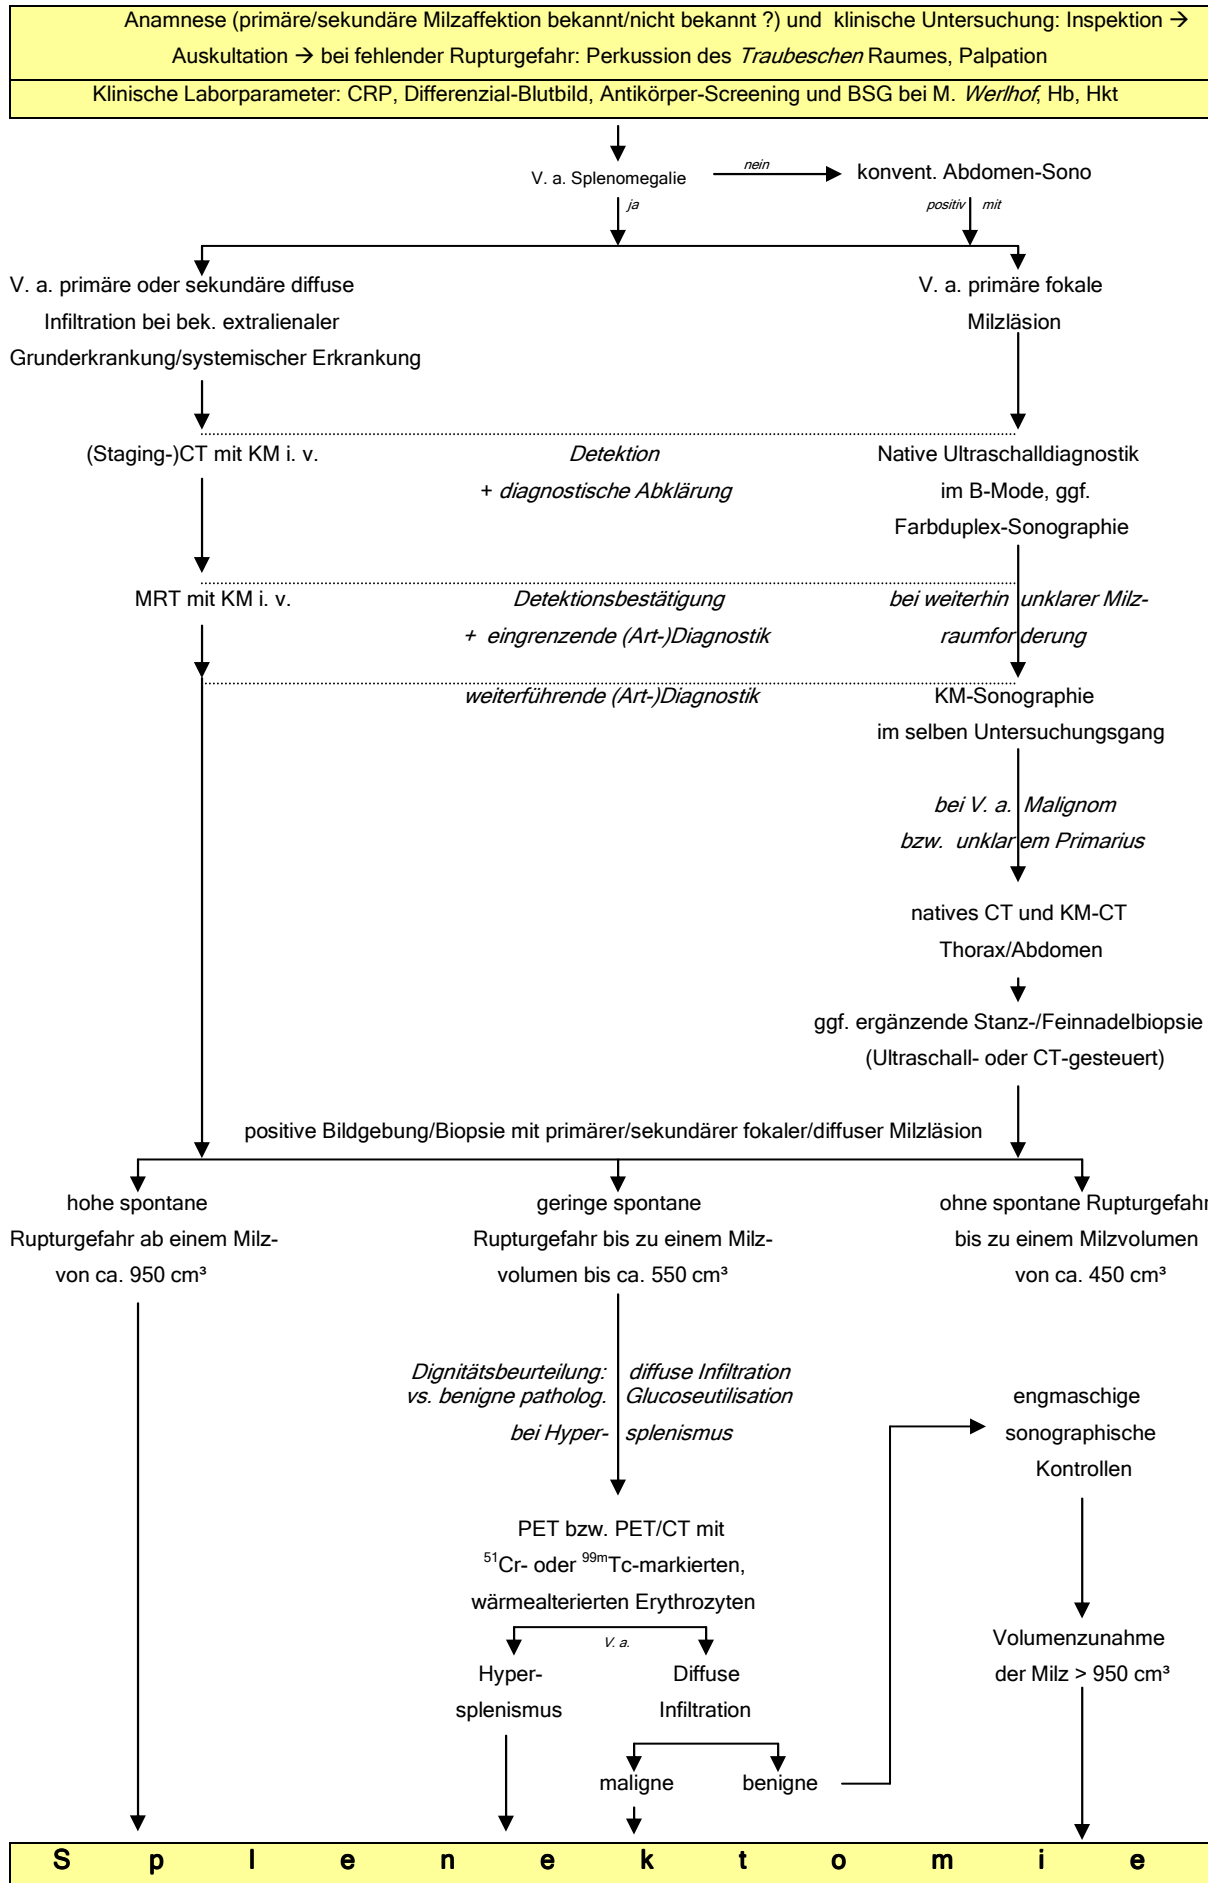 Anamnese (primäre/sekundäre Milzaffektion bekannt/nicht bekannt ?) und klinische Untersuchung: Inspektion →
Auskultation → bei fehlender Rupturgefahr: Perkussion des Traubeschen Raumes, Palpation
Klinische Laborparameter: CRP, Differenzial-Blutbild, Antikörper-Screening und BSG bei M. Werlhof, Hb, Hkt
V. a. Splenomegalie
nein
konvent. Abdomen-Sono
ja
positiv mit
V. a. primäre oder sekundäre diffuse
Infiltration bei bek. extralienaler
Grunderkrankung/systemischer Erkrankung
V. a. primäre fokale
Milzläsion
(Staging-)CT mit KM i. v.
Detektion
+ diagnostische Abklärung
Native Ultraschalldiagnostik
im B-Mode, ggf.
Farbduplex-Sonographie
MRT mit KM i. v.
Detektionsbestätigung
+ eingrenzende (Art-)Diagnostik
bei weiterhin unklarer Milz-
raumforderung
weiterführende (Art-)Diagnostik
KM-Sonographie
im selben Untersuchungsgang
bei V. a. Malignom
bzw. unklarem Primarius
natives CT und KM-CT
Thorax/Abdomen
ggf. ergänzende Stanz-/Feinnadelbiopsie
(Ultraschall- oder CT-gesteuert)
positive Bildgebung/Biopsie mit primärer/sekundärer fokaler/diffuser Milzläsion
hohe spontane
Rupturgefahr ab einem Milz-
von ca. 950 cm³
geringe spontane
Rupturgefahr bis zu einem Milz-
volumen bis ca. 550 cm³
ohne spontane Rupturgefahr
bis zu einem Milzvolumen
von ca. 450 cm³
Dignitätsbeurteilung: diffuse Infiltration
vs. benigne patholog. Glucoseutilisation
bei Hyper- splenismus
engmaschige
sonographische
Kontrollen
PET bzw. PET/CT mit
⁵¹Cr- oder ⁹⁹ᵐTc-markierten,
wärmealterierten Erythrozyten
V. a.
Hyper-
splenismus
Diffuse
Infiltration
Volumenzunahme
der Milz > 950 cm³
maligne
benigne
S p l e n e k t o m i e